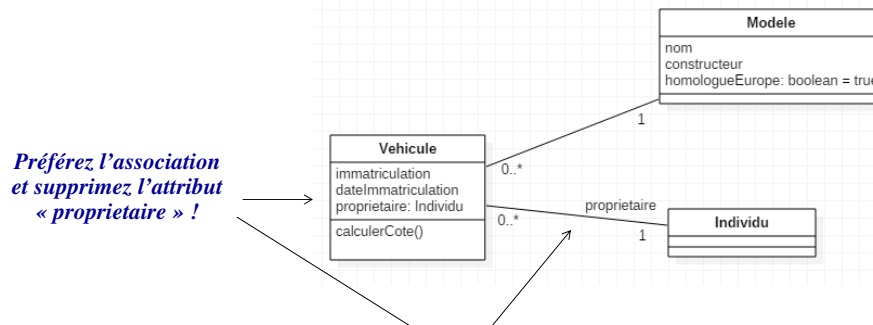 Modele
nom
constructeur
homologueEurope: boolean = true
1
Préférez l'association
et supprimez l'attribut
« proprietaire » !
Vehicule
immatriculation
dateImmatriculation
proprietaire: Individu
calculerCote()
0..*
0..*
proprietaire
1
Individu